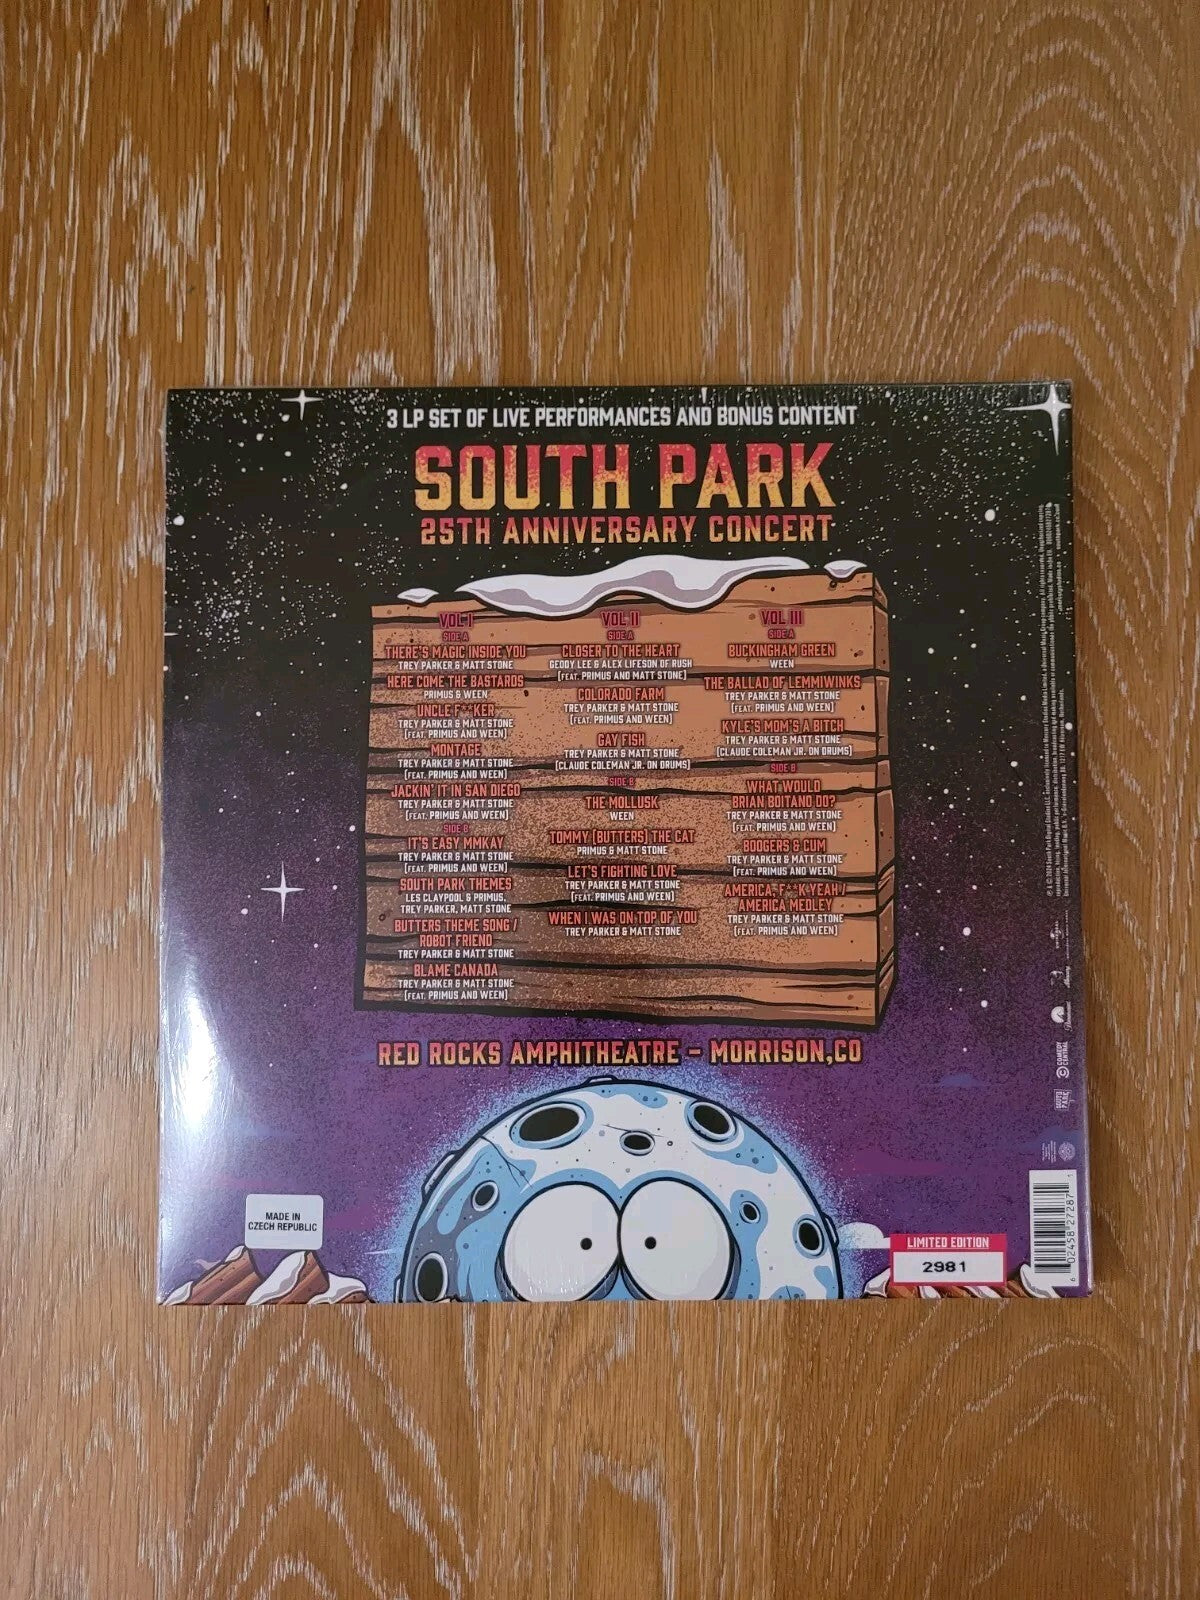 3 LP SET OF LIVE PERFORMANCES AND BONUS CONTENT
SOUTH PARK
25TH ANNIVERSARY CONCERT
VOL I
SIDE A
THERE'S MAGIC INSIDE YOU
TREY PARKER & MATT STONE
HERE COME THE BASTARDS
PRIMUS & WEEN
UNCLE F**KER
TREY PARKER & MATT STONE
[FEAT. PRIMUS AND WEEN]
MONTAGE
TREY PARKER & MATT STONE
[FEAT. PRIMUS AND WEEN]
JACKIN' IT IN SAN DIEGO
TREY PARKER & MATT STONE
[FEAT. PRIMUS AND WEEN]
SIDE B
IT'S EASY MMKAY
TREY PARKER & MATT STONE
[FEAT. PRIMUS AND WEEN]
SOUTH PARK THEMES
LES CLAYPOOL & PRIMUS,
TREY PARKER, MATT STONE
BUTTERS THEME SONG /
ROBOT FRIEND
TREY PARKER & MATT STONE
BLAME CANADA
TREY PARKER & MATT STONE
[FEAT. PRIMUS AND WEEN]
VOL II
SIDE A
CLOSER TO THE HEART
GEDDY LEE & ALEX LIFESON OF RUSH
[FEAT. PRIMUS AND MATT STONE]
COLORADO FARM
TREY PARKER & MATT STONE
[FEAT. PRIMUS AND WEEN]
GAY FISH
TREY PARKER & MATT STONE
[CLAUDE COLEMAN JR. ON DRUMS]
SIDE B
THE MOLLUSK
WEEN
TOMMY [BUTTERS] THE CAT
PRIMUS & MATT STONE
LET'S FIGHTING LOVE
TREY PARKER & MATT STONE
[FEAT. PRIMUS AND WEEN]
WHEN I WAS ON TOP OF YOU
TREY PARKER & MATT STONE
VOL III
SIDE A
BUCKINGHAM GREEN
WEEN
THE BALLAD OF LEMMIWINKS
TREY PARKER & MATT STONE
[FEAT. PRIMUS AND WEEN]
KYLE'S MOM'S A BITCH
TREY PARKER & MATT STONE
[CLAUDE COLEMAN JR. ON DRUMS]
SIDE B
WHAT WOULD
BRIAN BOITANO DO?
TREY PARKER & MATT STONE
[FEAT. PRIMUS AND WEEN]
BOOGERS & CUM
TREY PARKER & MATT STONE
[FEAT. PRIMUS AND WEEN]
AMERICA, F**K YEAH /
AMERICA MEDLEY
TREY PARKER & MATT STONE
[FEAT. PRIMUS AND WEEN]
RED ROCKS AMPHITHEATRE - MORRISON,CO
MADE IN
CZECH REPUBLIC
LIMITED EDITION
2981
COMEDY
CENTRAL
SOUTH
PARK
6 02458 27287 1